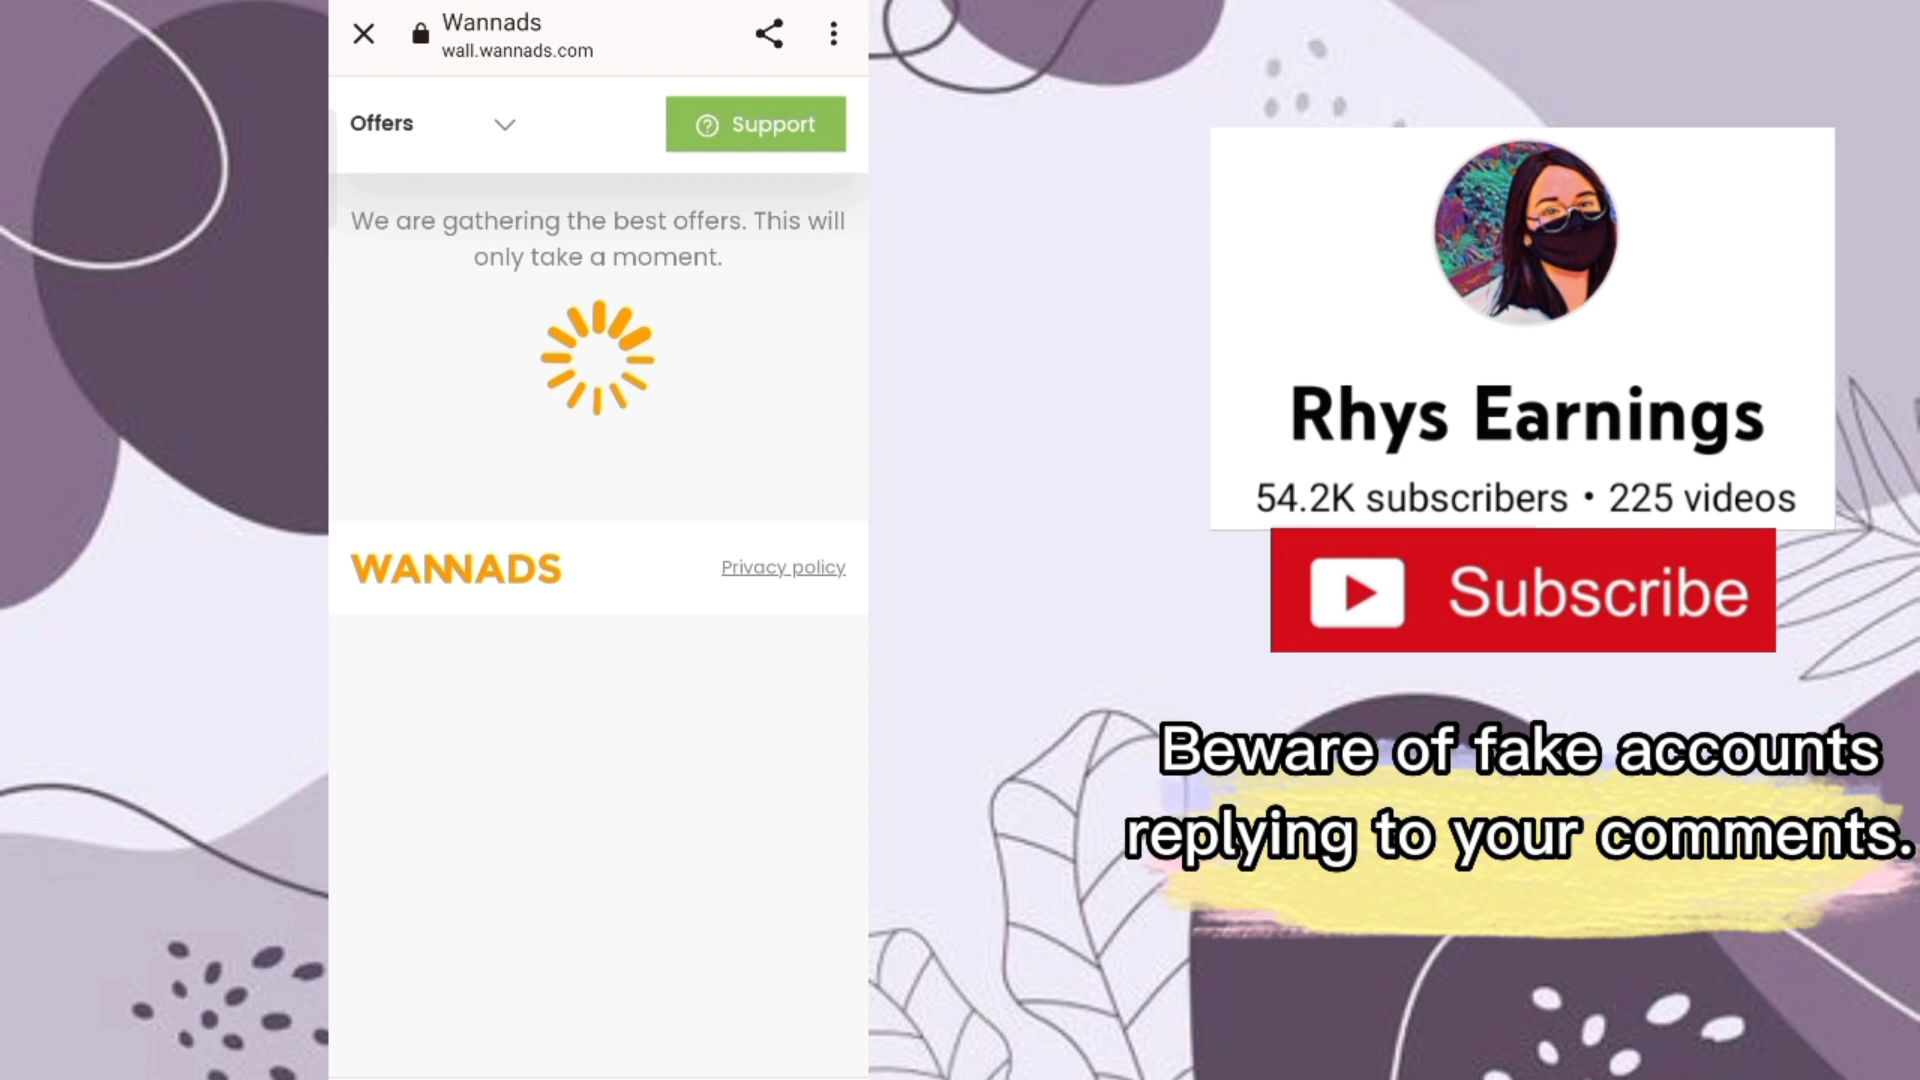 Wannads
wall.wannads.com
Offers
Support
We are gathering the best offers. This will
only take a moment.
WANNADS
Privacy policy
Rhys Earnings
54.2K subscribers • 225 videos
Subscribe
Beware of fake accounts
replying to your comments.